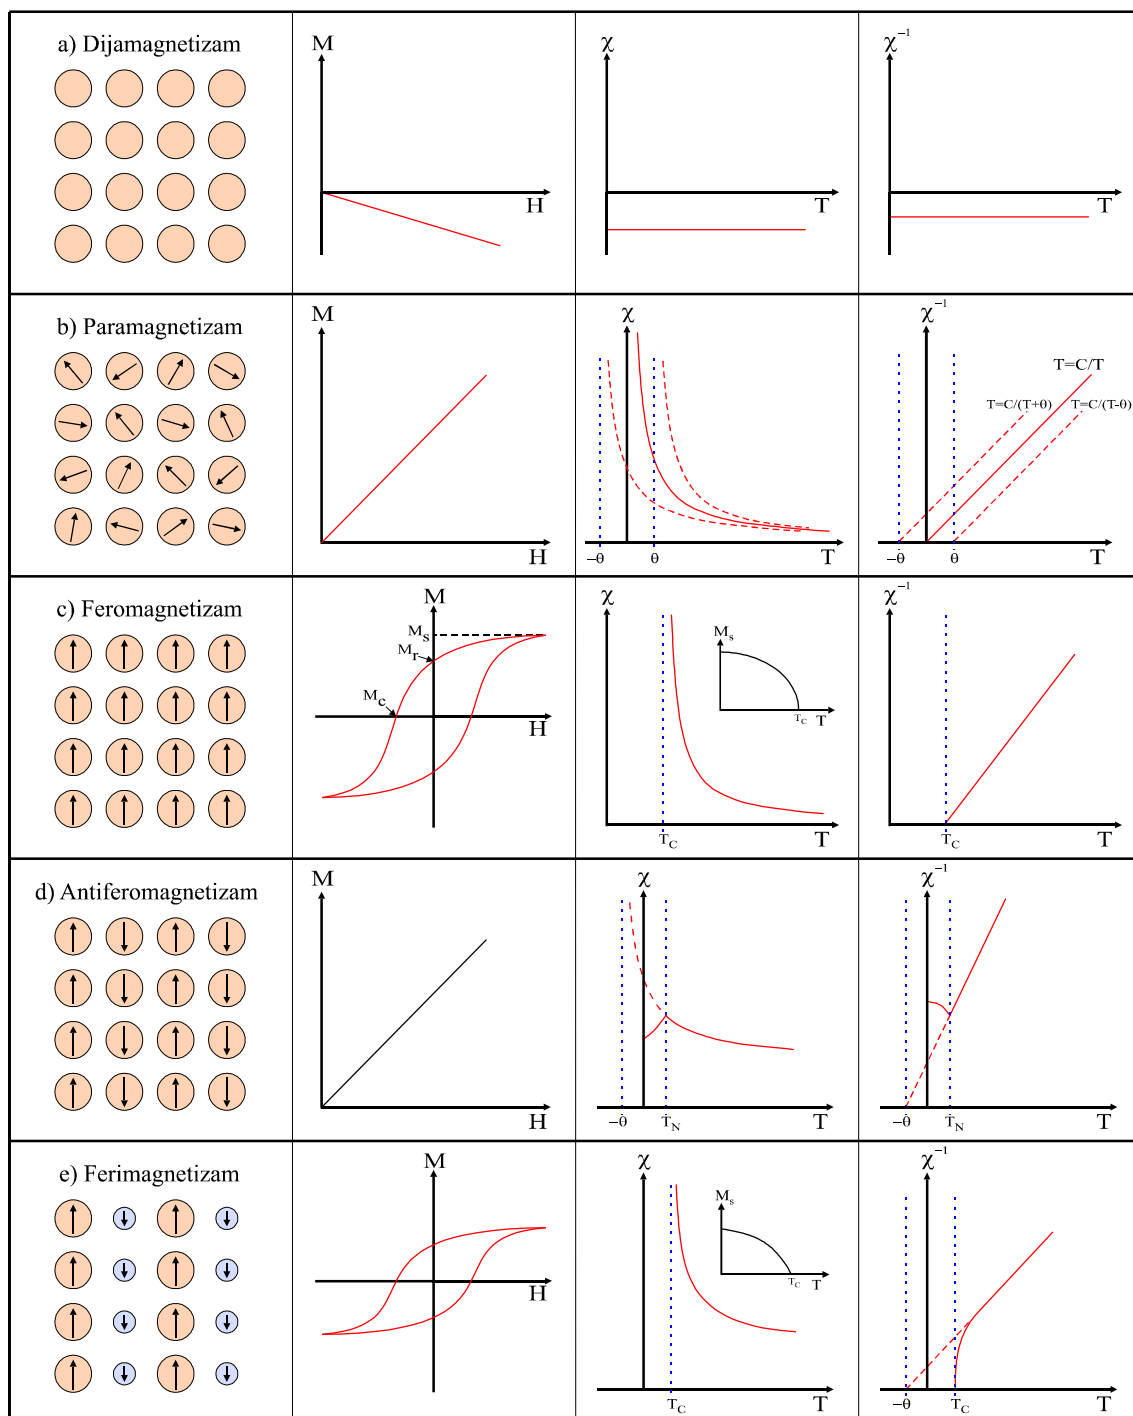 a) Dijamagnetizam
M
H
χ
T
χ⁻¹
T
b) Paramagnetizam
M
H
χ
−θ
θ
T
χ⁻¹
T=C/T
T=C/(T+θ)
T=C/(T-θ)
−θ
θ
T
c) Feromagnetizam
M
Ms
Mr
Mc
H
χ
Ms
TC
T
TC
T
χ⁻¹
TC
T
d) Antiferomagnetizam
M
H
χ
−θ
TN
T
χ⁻¹
−θ
TN
T
e) Ferimagnetizam
M
H
χ
Ms
TC
T
TC
T
χ⁻¹
−θ
TC
T